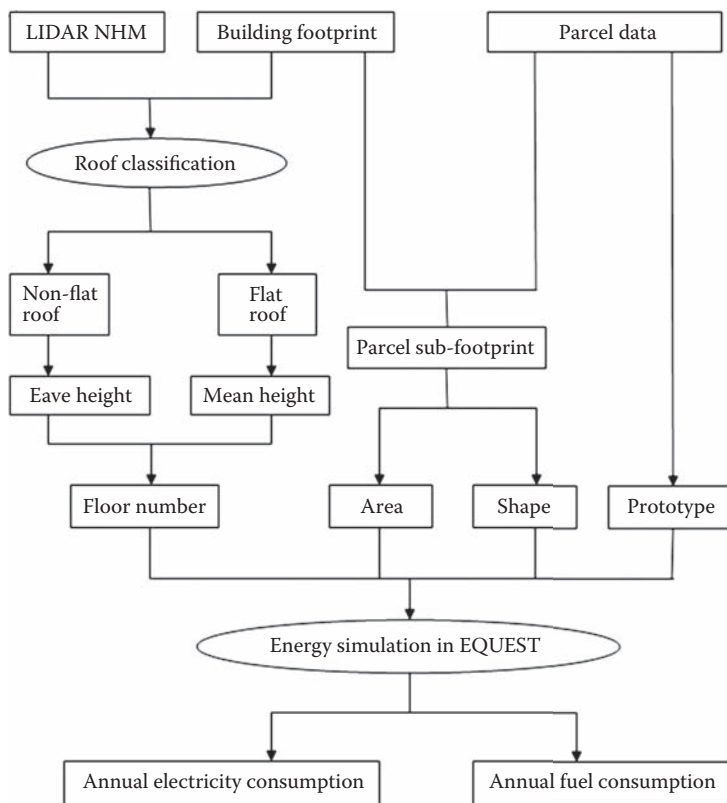 LIDAR NHM
Building footprint
Parcel data
Roof classification
Non-flat
roof
Flat
roof
Parcel sub-footprint
Eave height
Mean height
Floor number
Area
Shape
Prototype
Energy simulation in EQUEST
Annual electricity consumption
Annual fuel consumption